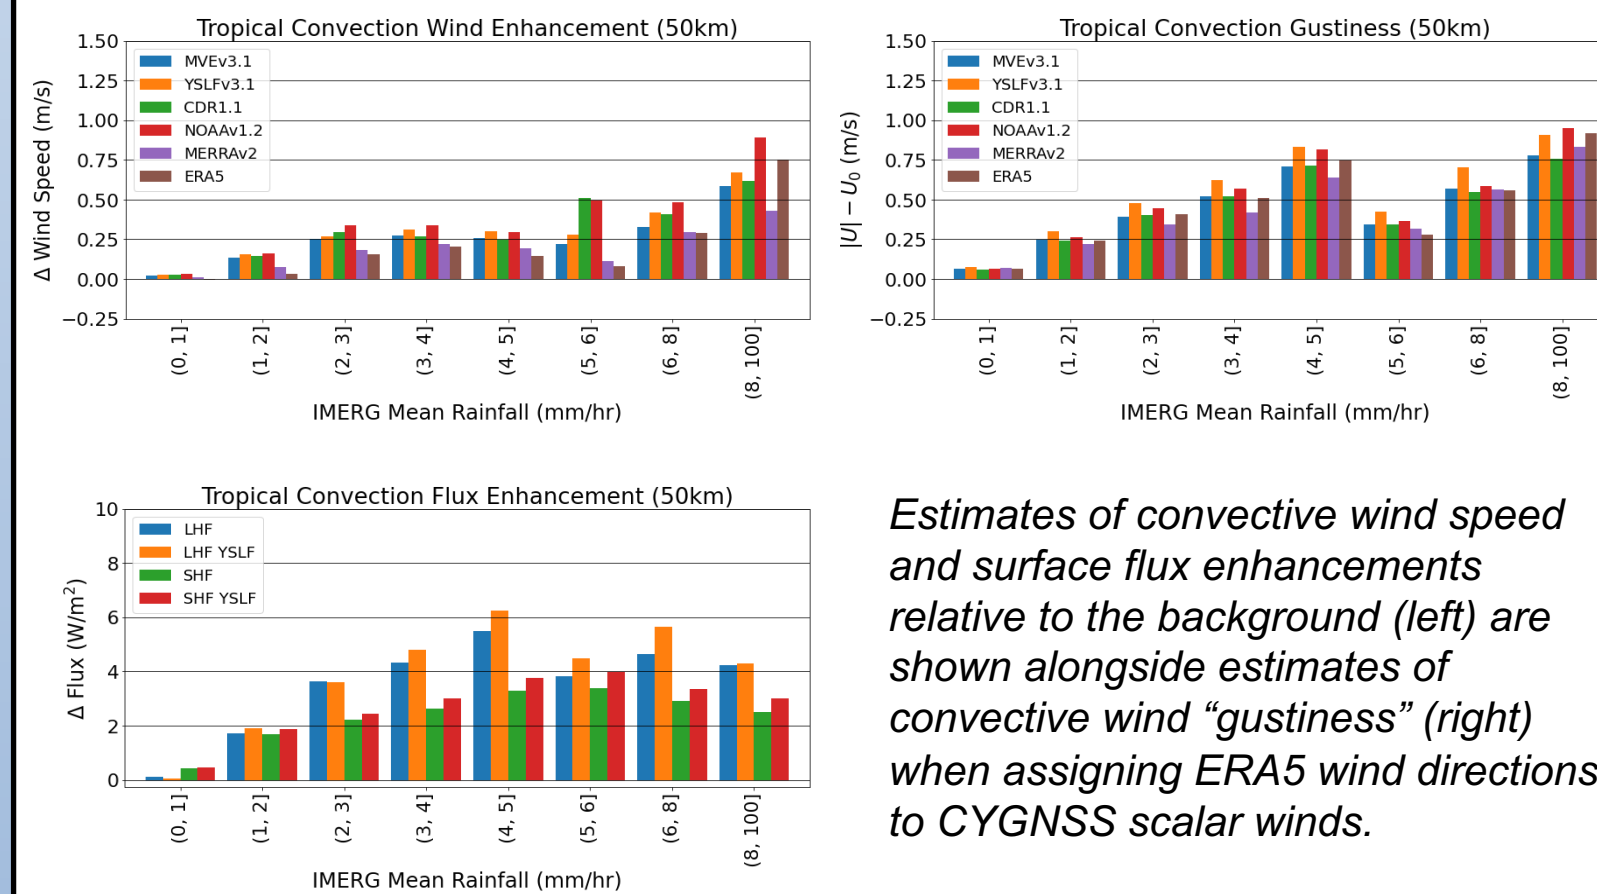 Tropical Convection Wind Enhancement (50km)
1.50
1.25
1.00
0.75
0.50
0.25
0.00
−0.25
Δ Wind Speed (m/s)
MVEv3.1
YSLFv3.1
CDR1.1
NOAAv1.2
MERRAv2
ERA5
(0, 1]
(1, 2]
(2, 3]
(3, 4]
(4, 5]
(5, 6]
(6, 8]
(8, 100]
IMERG Mean Rainfall (mm/hr)
Tropical Convection Gustiness (50km)
1.50
1.25
1.00
0.75
0.50
0.25
0.00
−0.25
|U| − U₀ (m/s)
MVEv3.1
YSLFv3.1
CDR1.1
NOAAv1.2
MERRAv2
ERA5
(0, 1]
(1, 2]
(2, 3]
(3, 4]
(4, 5]
(5, 6]
(6, 8]
(8, 100]
IMERG Mean Rainfall (mm/hr)
Tropical Convection Flux Enhancement (50km)
10
8
6
4
2
0
Δ Flux (W/m²)
LHF
LHF YSLF
SHF
SHF YSLF
(0, 1]
(1, 2]
(2, 3]
(3, 4]
(4, 5]
(5, 6]
(6, 8]
(8, 100]
IMERG Mean Rainfall (mm/hr)
Estimates of convective wind speed
and surface flux enhancements
relative to the background (left) are
shown alongside estimates of
convective wind “gustiness” (right)
when assigning ERA5 wind directions
to CYGNSS scalar winds.